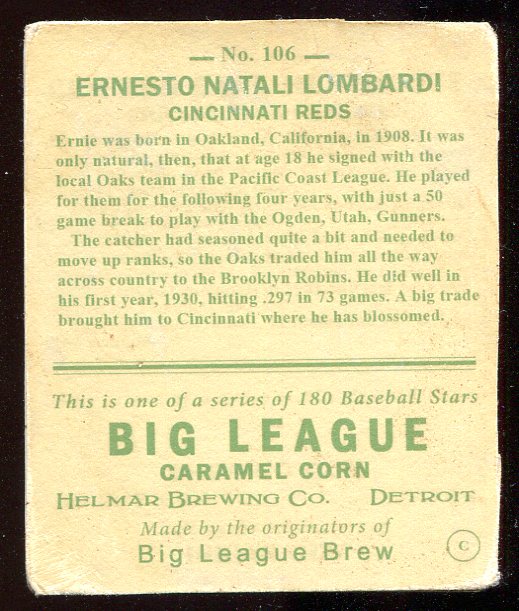 — No. 106 —
ERNESTO NATALI LOMBARDI
CINCINNATI REDS
Ernie was born in Oakland, California, in 1908. It was
only natural, then, that at age 18 he signed with the
local Oaks team in the Pacific Coast League. He played
for them for the following four years, with just a 50
game break to play with the Ogden, Utah, Gunners.
The catcher had seasoned quite a bit and needed to
move up ranks, so the Oaks traded him all the way
across country to the Brooklyn Robins. He did well in
his first year, 1930, hitting .297 in 73 games. A big trade
brought him to Cincinnati where he has blossomed.
This is one of a series of 180 Baseball Stars
BIG LEAGUE
CARAMEL CORN
HELMAR BREWING CO. DETROIT
Made by the originators of
Big League Brew
C